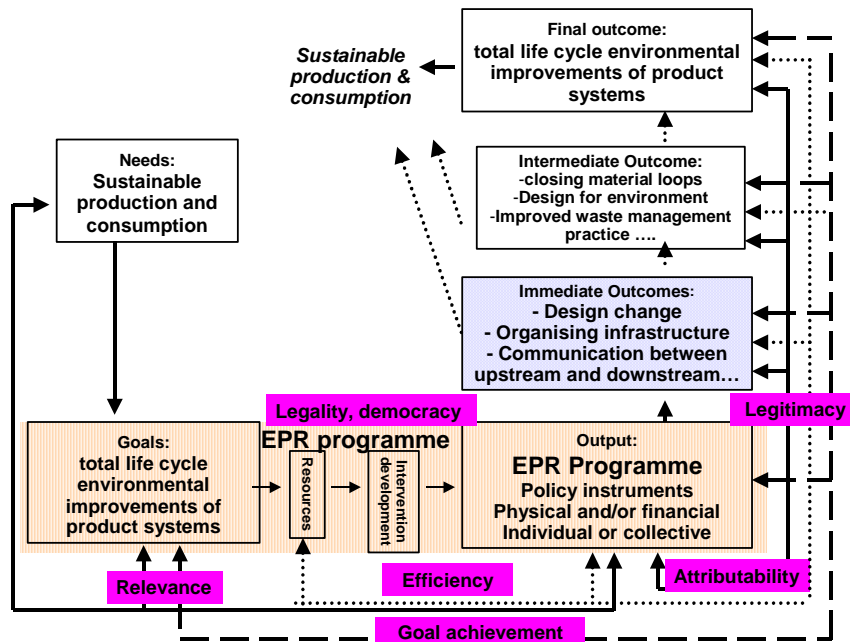 Final outcome:
total life cycle environmental
improvements of product
systems
Sustainable
production &
consumption
Needs:
Sustainable
production and
consumption
Intermediate Outcome:
-closing material loops
-Design for environment
-Improved waste management
practice ....
Immediate Outcomes:
- Design change
- Organising infrastructure
- Communication between
upstream and downstream…
Legality, democracy
Legitimacy
EPR programme
Goals:
total life cycle
environmental
improvements of
product systems
Resources
Intervention
development
Output:
EPR Programme
Policy instruments
Physical and/or financial
Individual or collective
Relevance
Efficiency
Attributability
Goal achievement